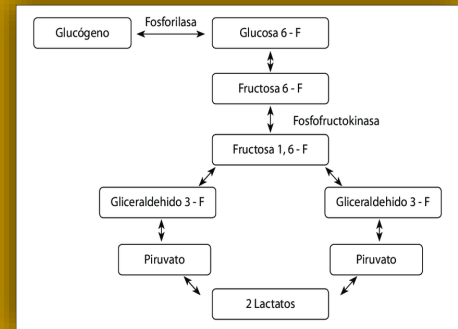 Fosforilasa
Glucógeno
Glucosa 6 - F
Fructosa 6 - F
Fosfofructokinasa
Fructosa 1, 6 - F
Gliceraldehido 3 - F
Gliceraldehido 3 - F
Piruvato
Piruvato
2 Lactatos